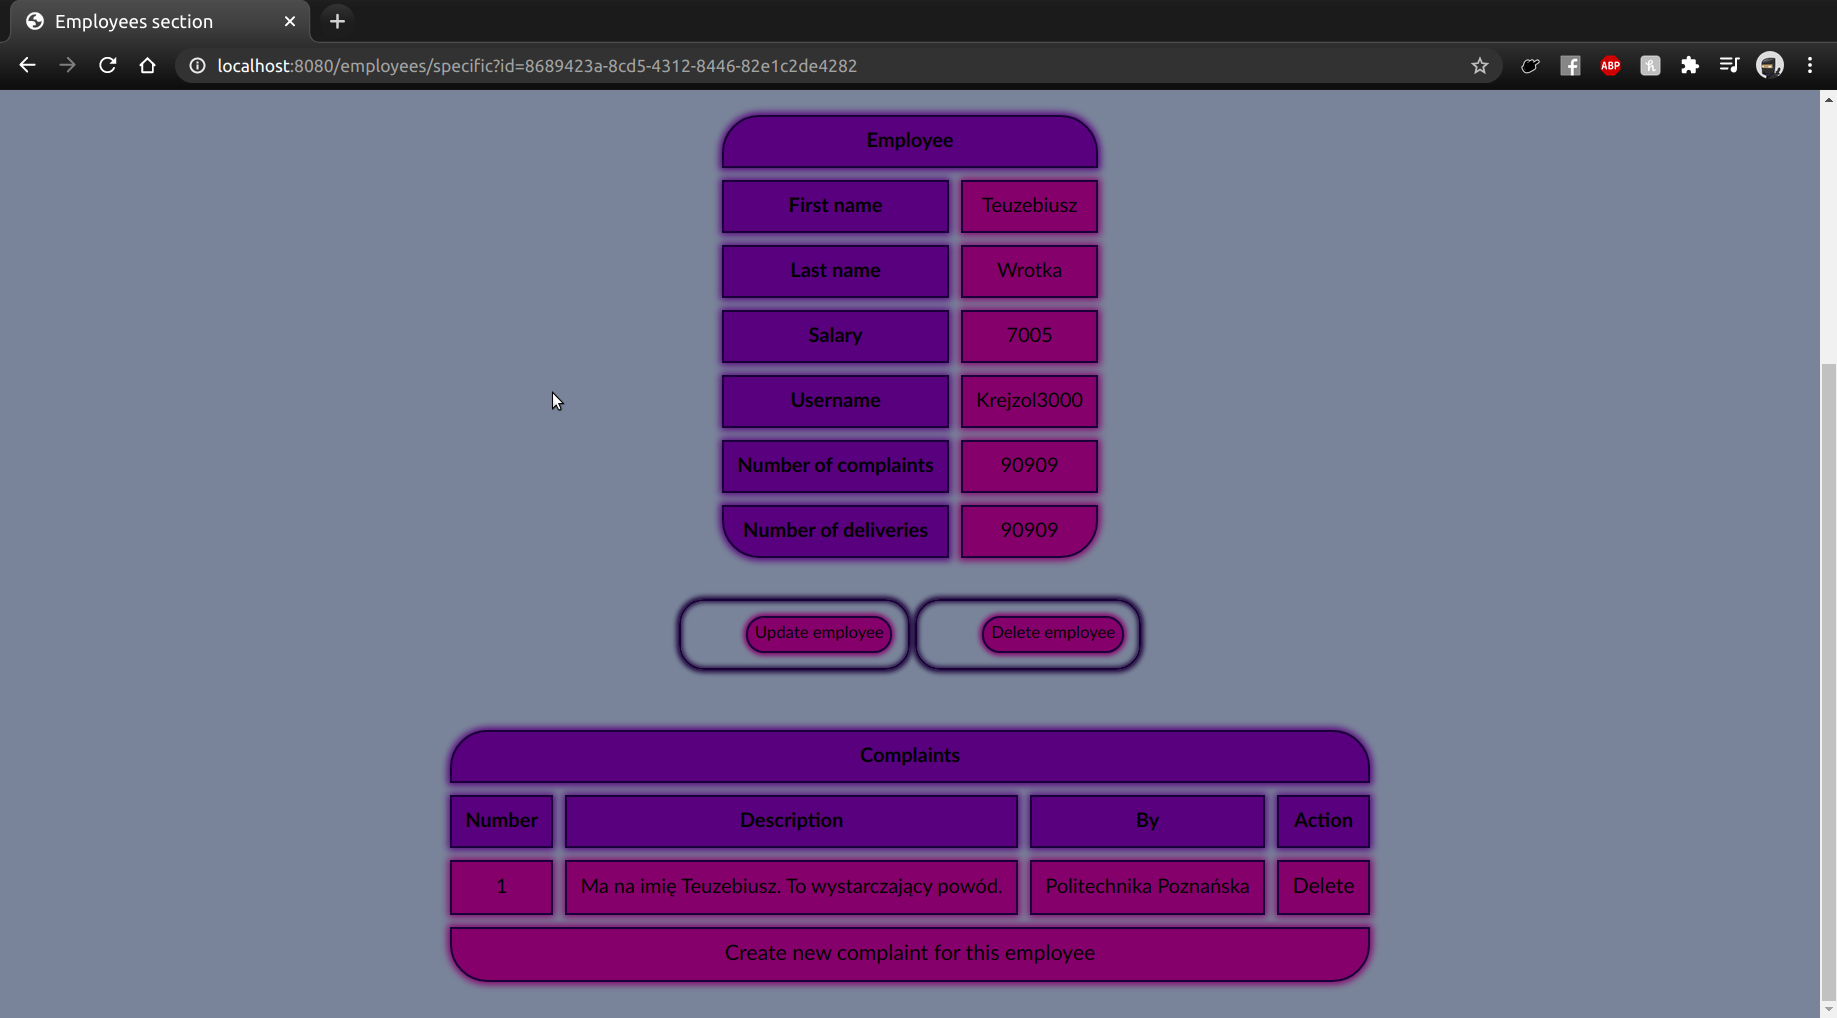 Employees section
localhost:8080/employees/specific?id=8689423a-8cd5-4312-8446-82e1c2de4282
ABP
Employee
First name Teuzebiusz
Last name Wrotka
Salary 7005
Username Krejzol3000
Number of complaints 90909
Number of deliveries 90909
Update employee Delete employee
Complaints
Number Description By Action
1 Ma na imię Teuzebiusz. To wystarczający powód. Politechnika Poznańska Delete
Create new complaint for this employee